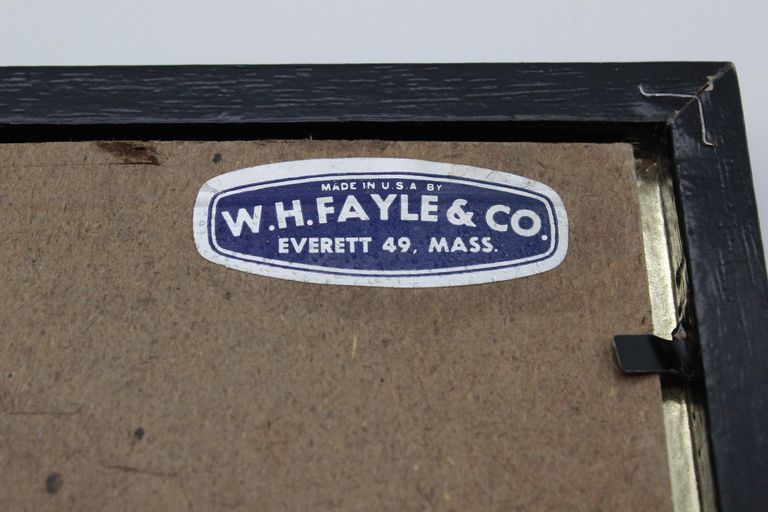 MADE IN U.S.A BY
W.H.FAYLE & CO.
EVERETT 49, MASS.